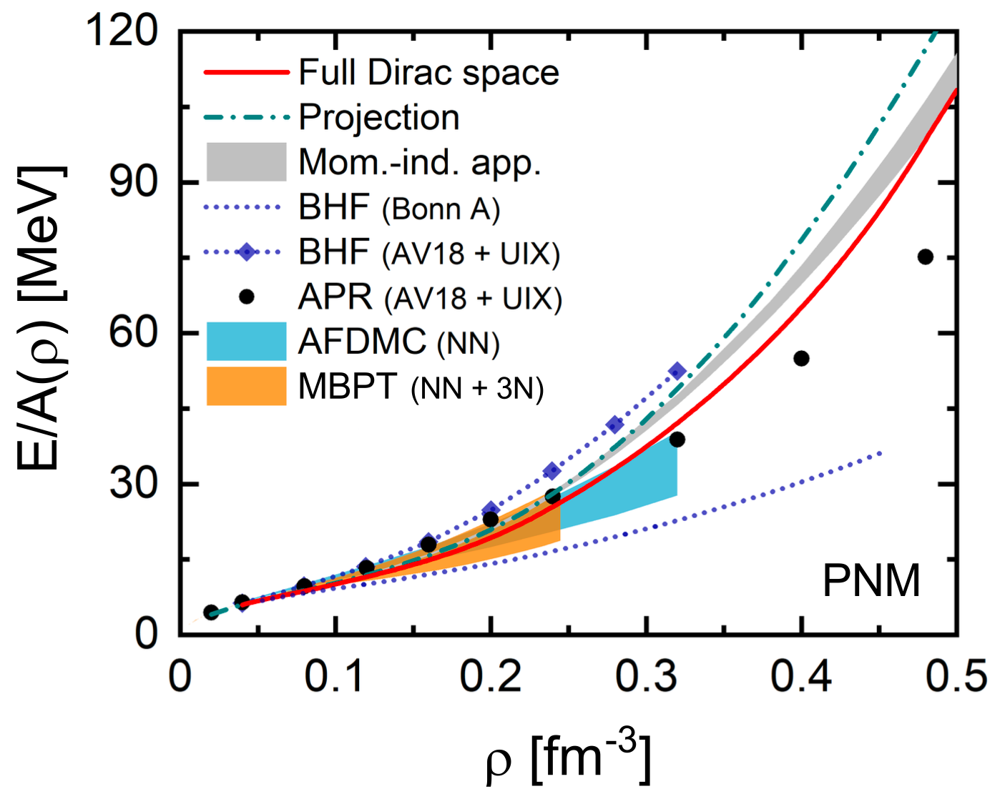 120
90
60
30
0
E/A(ρ) [MeV]
Full Dirac space
Projection
Mom.-ind. app.
BHF (Bonn A)
BHF (AV18 + UIX)
APR (AV18 + UIX)
AFDMC (NN)
MBPT (NN + 3N)
PNM
0 0.1 0.2 0.3 0.4 0.5
ρ [fm⁻³]